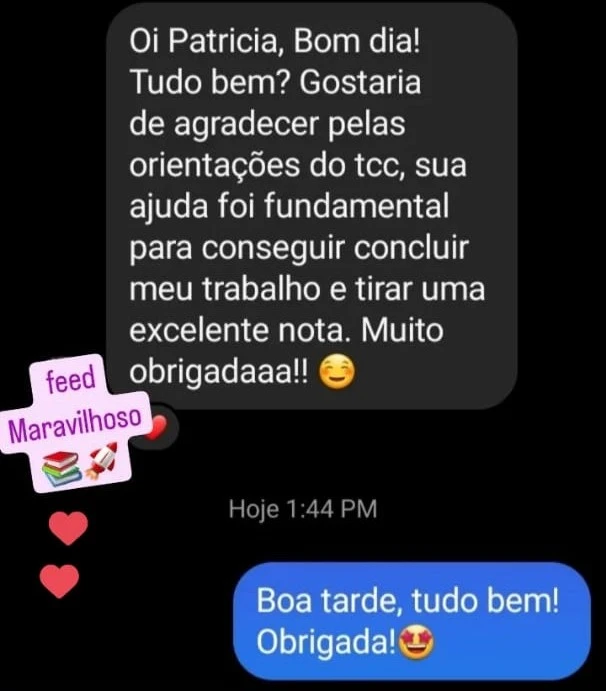 Oi Patricia, Bom dia!
Tudo bem? Gostaria
de agradecer pelas
orientações do tcc, sua
ajuda foi fundamental
para conseguir concluir
meu trabalho e tirar uma
excelente nota. Muito
obrigadaaa!! 😊
feed
Maravilhoso
📚🚀
Hoje 1:44 PM
Boa tarde, tudo bem!
Obrigada!🤩